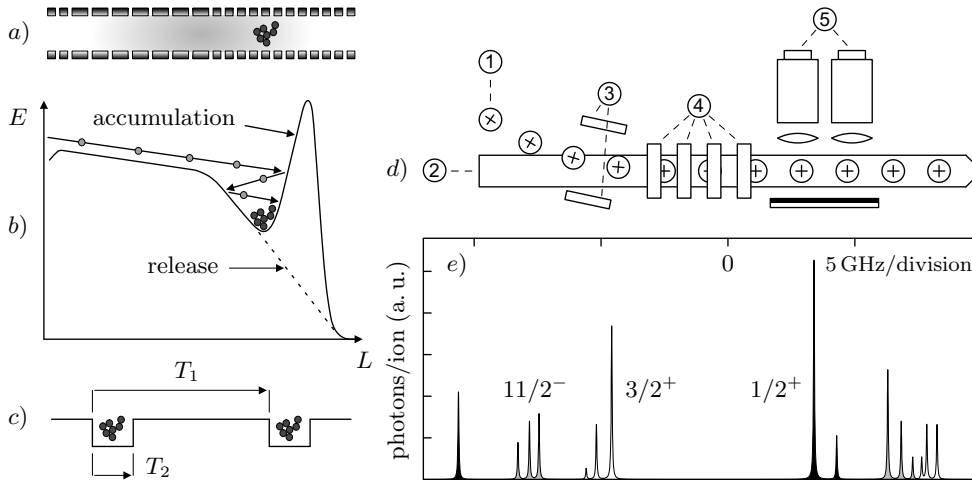 a)
E
accumulation
b)
release
L
c)
T1
T2
d)
1
2
3
4
5
e)
0
5 GHz/division
photons/ion (a. u.)
11/2⁻
3/2⁺
1/2⁺